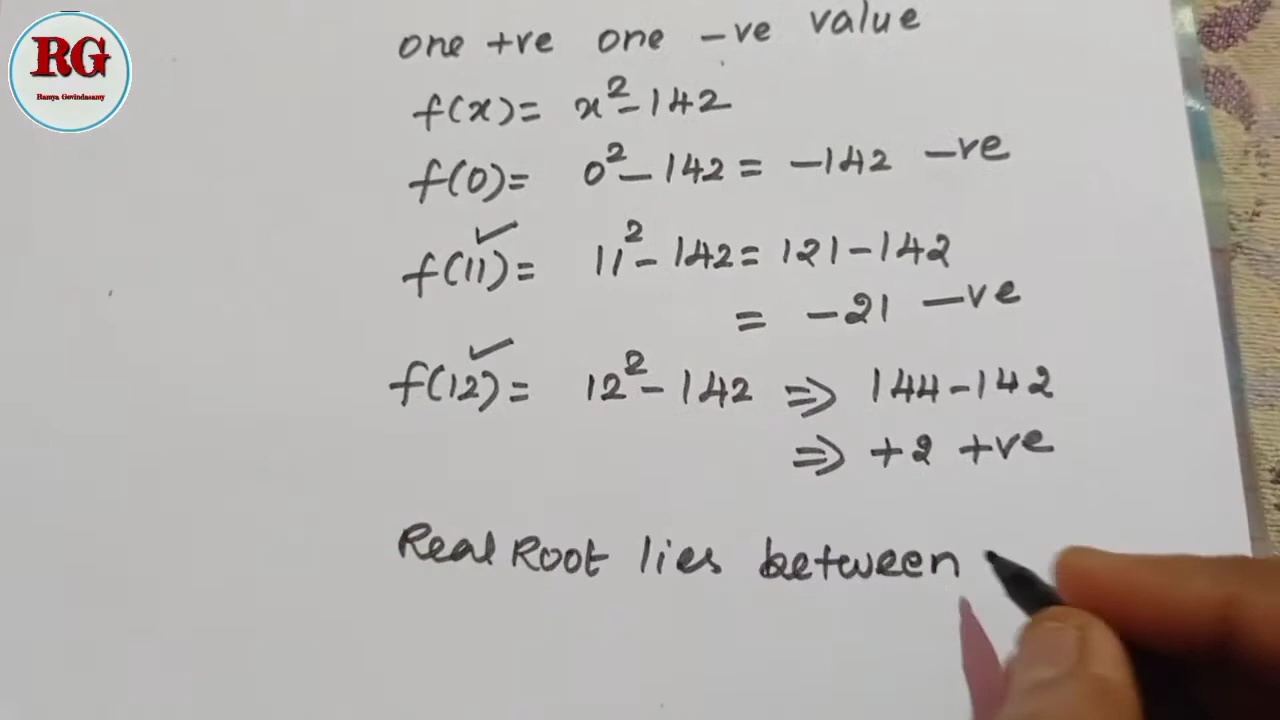 RG
Ramya Govindasamy
one +ve one -ve value
f(x)= x²-142
f(0)= 0²-142 = -142 -ve
f(11)= 11²-142 = 121-142
= -21 -ve
f(12)= 12²-142 ⇒ 144-142
⇒ +2 +ve
Real Root lies between